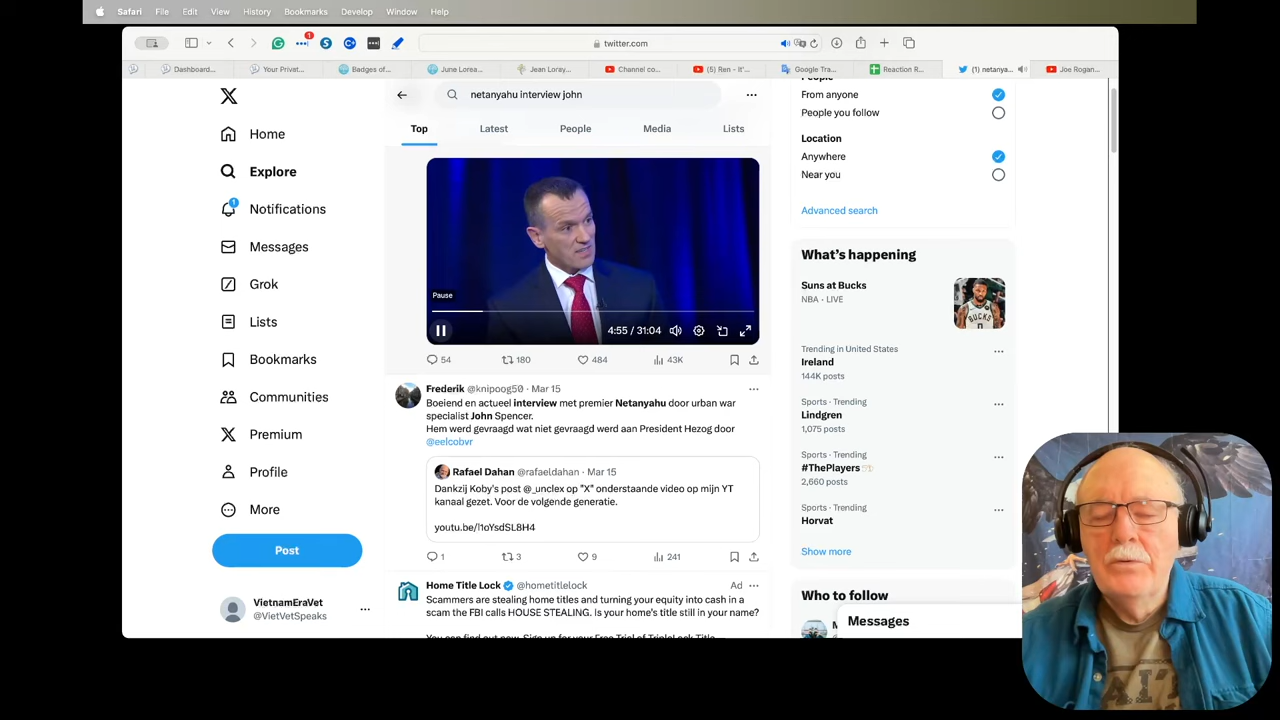 Safari File Edit View History Bookmarks Develop Window Help
1
twitter.com
Dashboard... Your Privat... Badges of... June Lorea... Jean Loray... Channel co... (5) Ren - It'... Google Tra... Reaction R... (1) netanya... Joe Rogan...
netanyahu interview john
Top Latest People Media Lists
Home
Explore
1
Notifications
Messages
Grok
Lists
Bookmarks
Communities
Premium
Profile
More
Post
VietnamEraVet
@VietVetSpeaks
Pause
4:55 / 31:04
54 180 484 43K
Frederik @knipoog50 · Mar 15
Boeiend en actueel interview met premier Netanyahu door urban war
specialist John Spencer.
Hem werd gevraagd wat niet gevraagd werd aan President Hezog door
@eelcobvr
Rafael Dahan @rafaeldahan · Mar 15
Dankzij Koby's post @_unclex op "X" onderstaande video op mijn YT
kanaal gezet. Voor de volgende generatie.
1 3 9 241
Home Title Lock @hometitlelock Ad
Scammers are stealing home titles and turning your equity into cash in a
scam the FBI calls HOUSE STEALING. Is your home's title still in your name?
People
From anyone
People you follow
Location
Anywhere
Near you
Advanced search
What's happening
Suns at Bucks
NBA · LIVE
BUCKS
Trending in United States
Ireland
144K posts
Sports · Trending
Lindgren
1,075 posts
Sports · Trending
#ThePlayers
2,660 posts
Sports · Trending
Horvat
Show more
Who to follow
Messages